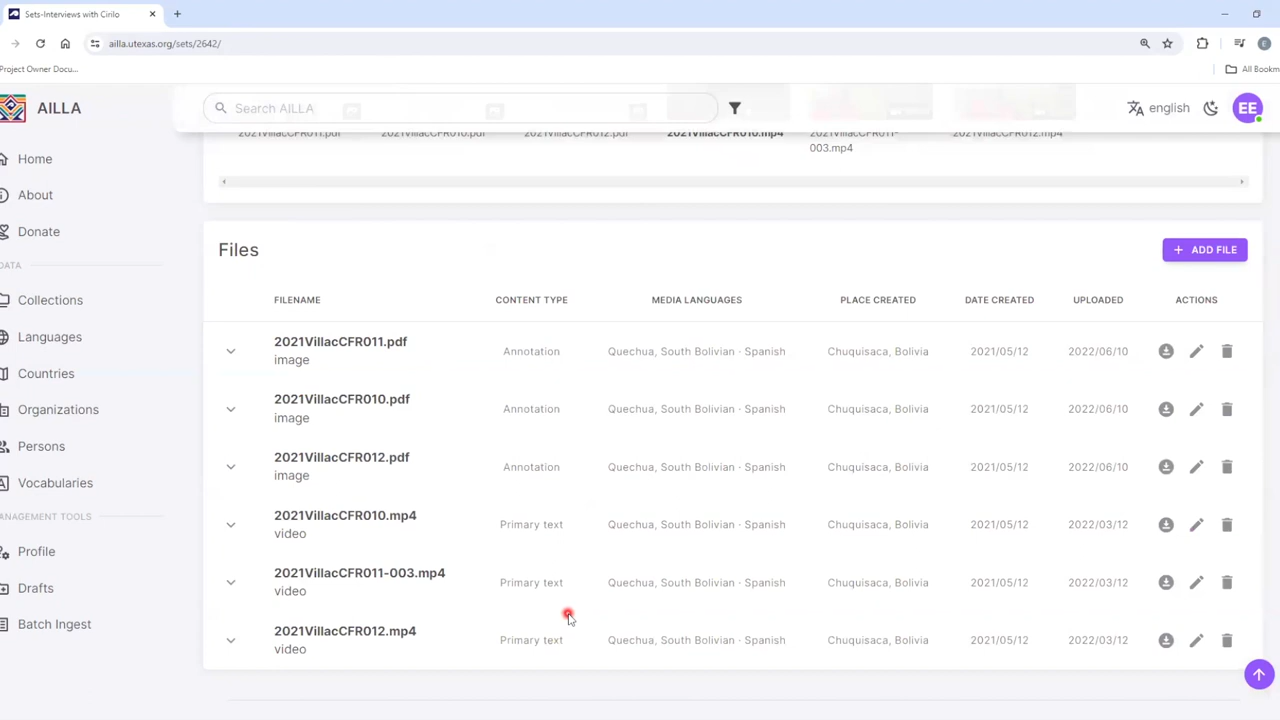 Sets-Interviews with Cirilo
ailla.utexas.org/sets/2642/
Project Owner Docu...
All Bookm
AILLA
Search AILLA
english
EE
2021VillacCFR011.pdf 2021VillacCFR010.pdf 2021VillacCFR012.pdf 2021VillacCFR010.mp4 2021VillacCFR011- 2021VillacCFR012.mp4
003.mp4
Home
About
Donate
DATA
Collections
Languages
Countries
Organizations
Persons
Vocabularies
ANAGEMENT TOOLS
Profile
Drafts
Batch Ingest
Files
+ ADD FILE
FILENAME CONTENT TYPE MEDIA LANGUAGES PLACE CREATED DATE CREATED UPLOADED ACTIONS
2021VillacCFR011.pdf
image
Annotation Quechua, South Bolivian · Spanish Chuquisaca, Bolivia 2021/05/12 2022/06/10
2021VillacCFR010.pdf
image
Annotation Quechua, South Bolivian · Spanish Chuquisaca, Bolivia 2021/05/12 2022/06/10
2021VillacCFR012.pdf
image
Annotation Quechua, South Bolivian · Spanish Chuquisaca, Bolivia 2021/05/12 2022/06/10
2021VillacCFR010.mp4
video
Primary text Quechua, South Bolivian · Spanish Chuquisaca, Bolivia 2021/05/12 2022/03/12
2021VillacCFR011-003.mp4
video
Primary text Quechua, South Bolivian · Spanish Chuquisaca, Bolivia 2021/05/12 2022/03/12
2021VillacCFR012.mp4
video
Primary text Quechua, South Bolivian · Spanish Chuquisaca, Bolivia 2021/05/12 2022/03/12